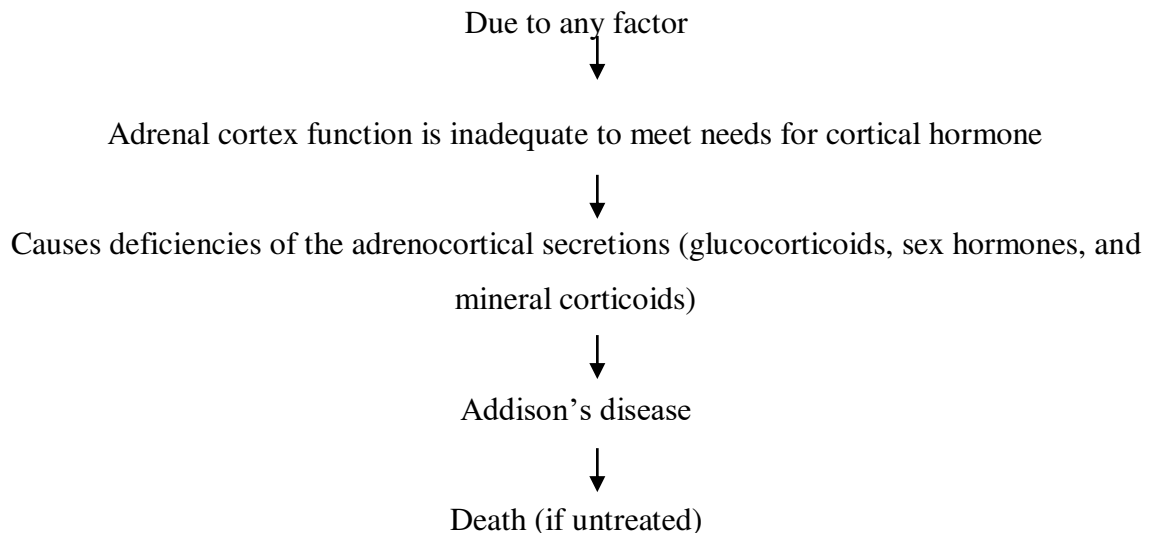 Due to any factor
Adrenal cortex function is inadequate to meet needs for cortical hormone
Causes deficiencies of the adrenocortical secretions (glucocorticoids, sex hormones, and
mineral corticoids)
Addison’s disease
Death (if untreated)